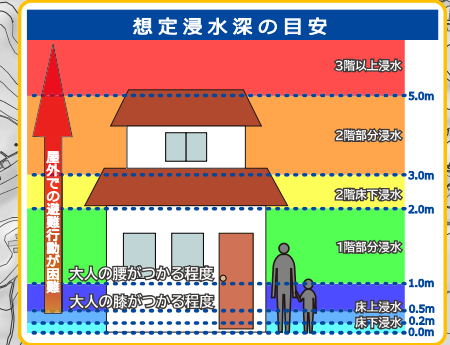 想定浸水深の目安
3階以上浸水
5.0m
2階部分浸水
3.0m
2階床下浸水
2.0m
1階部分浸水
屋外での避難行動が困難
大人の腰がつかる程度
1.0m
大人の膝がつかる程度
床上浸水
0.5m
床下浸水
0.2m
0.0m